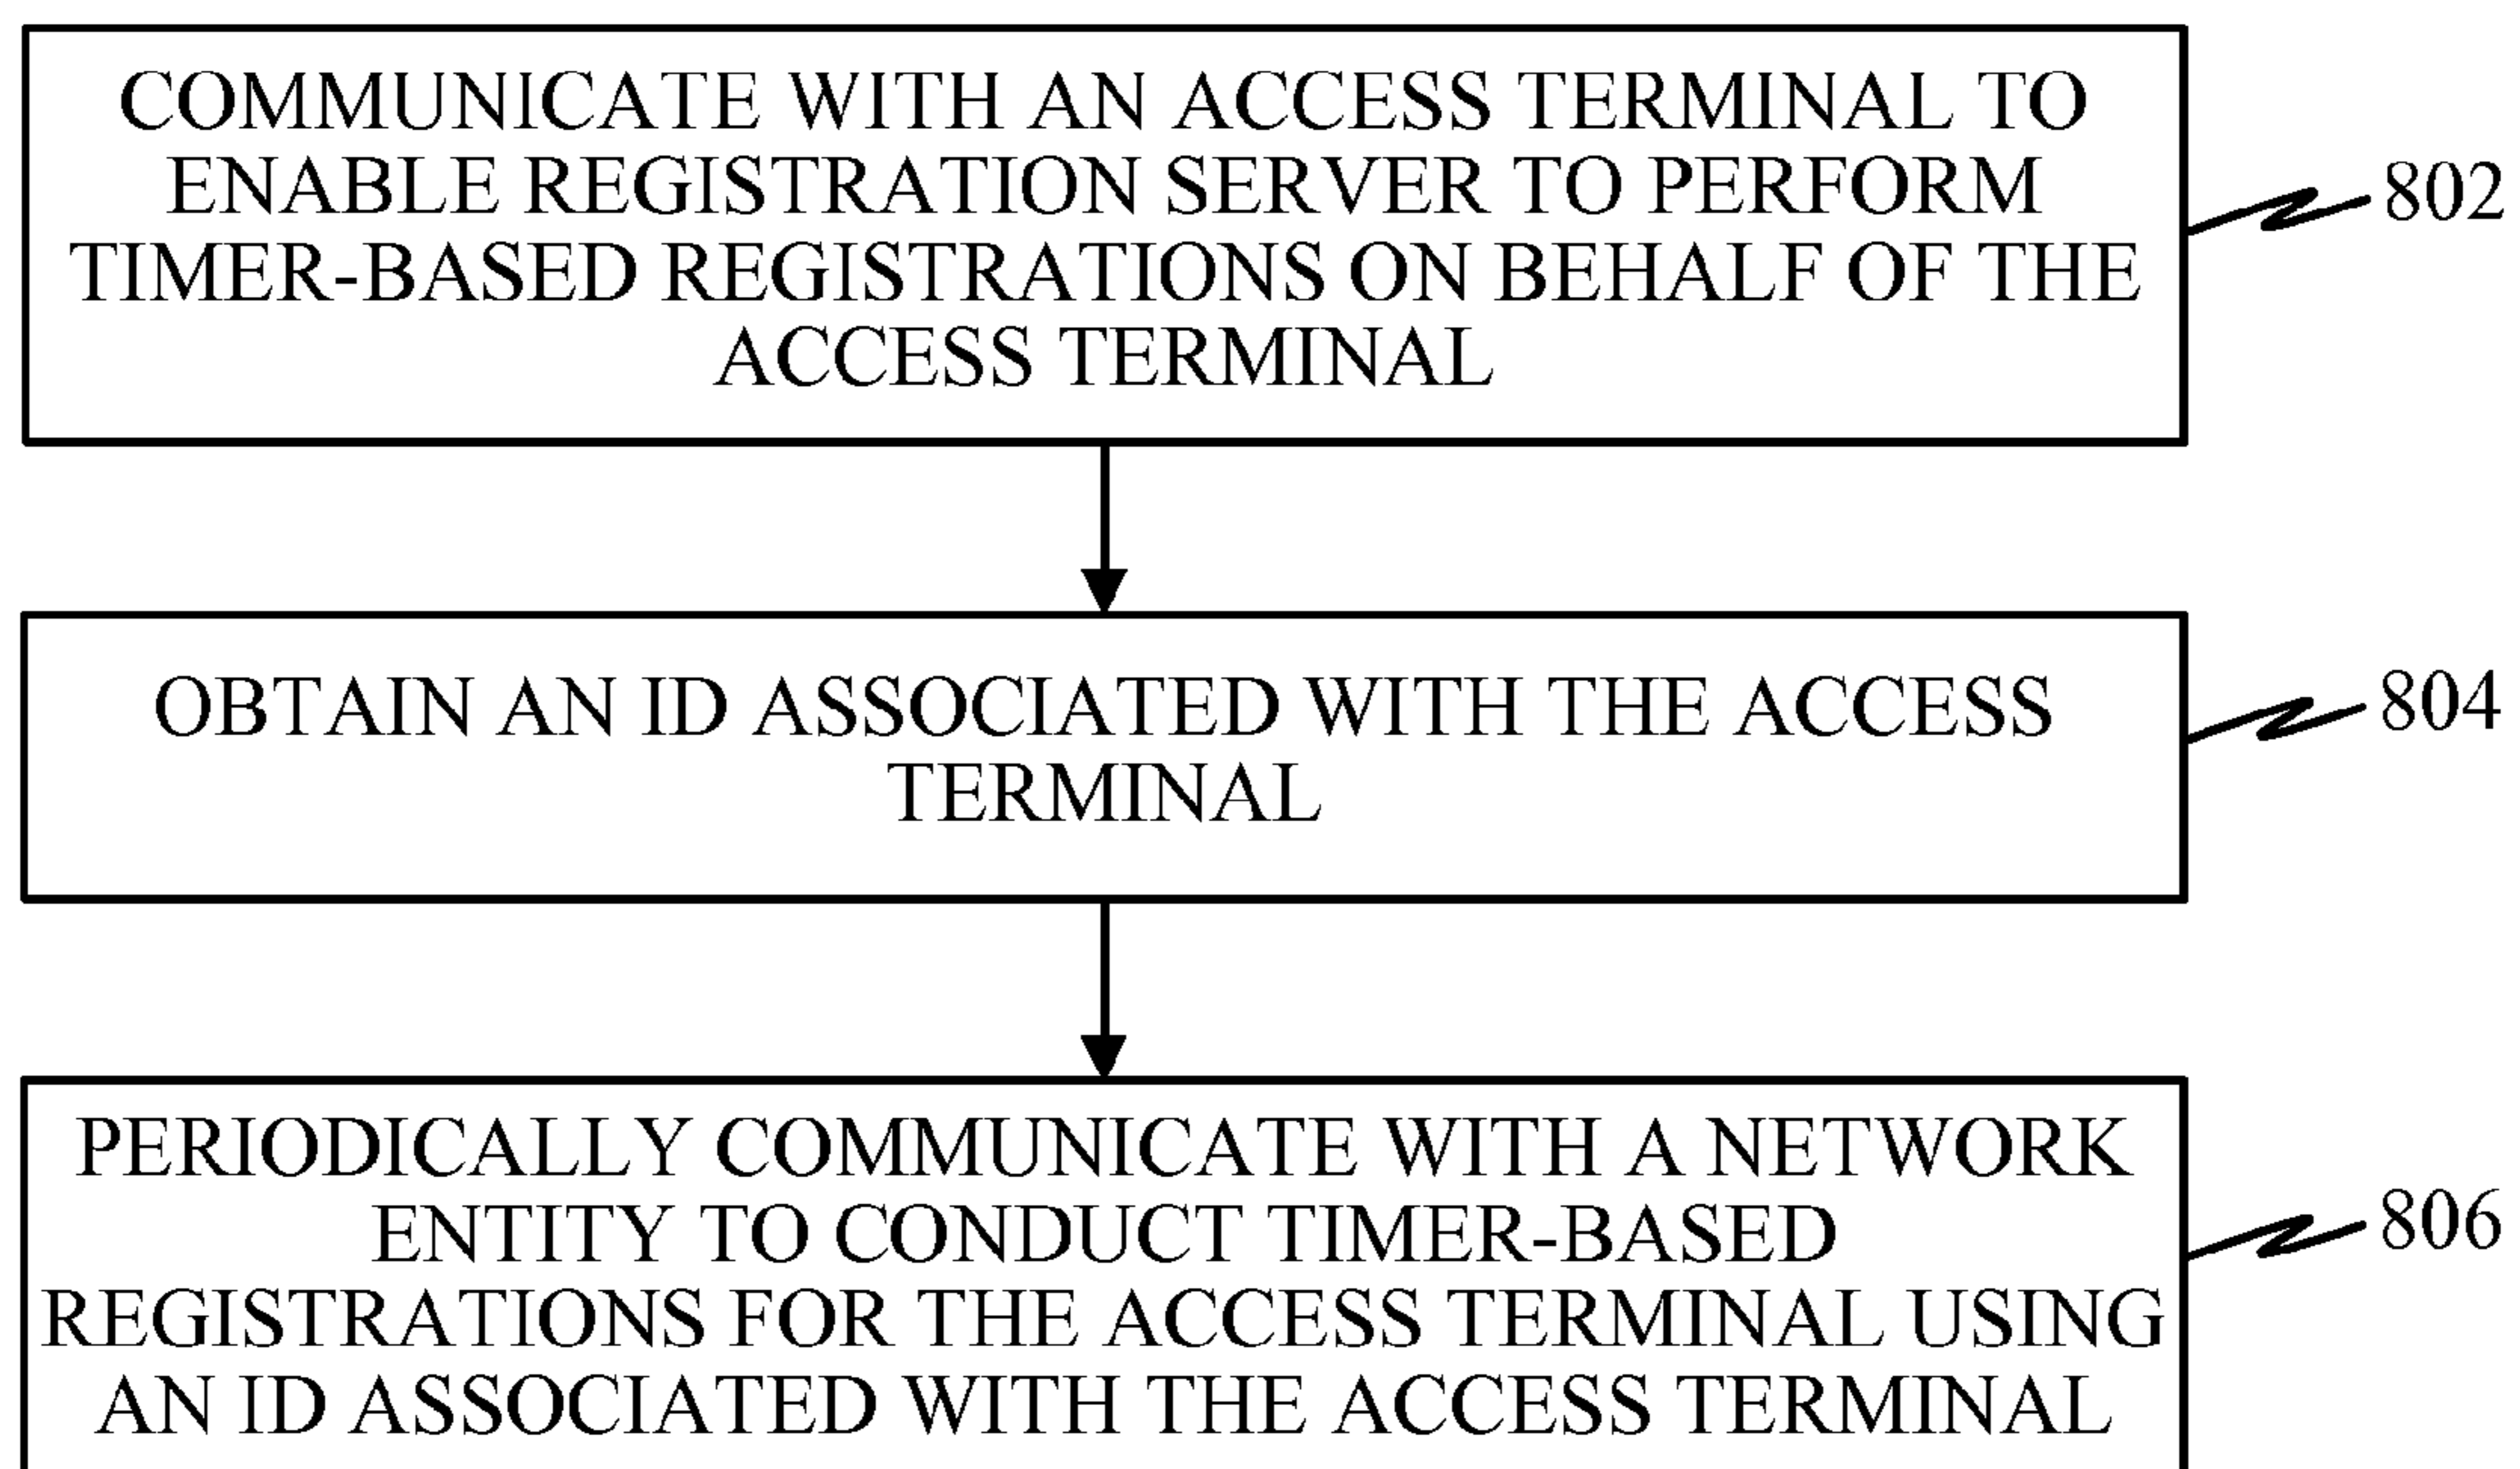 COMMUNICATE WITH AN ACCESS TERMINAL TO
ENABLE REGISTRATION SERVER TO PERFORM
TIMER-BASED REGISTRATIONS ON BEHALF OF THE
ACCESS TERMINAL
802
OBTAIN AN ID ASSOCIATED WITH THE ACCESS
TERMINAL
804
PERIODICALLY COMMUNICATE WITH A NETWORK
ENTITY TO CONDUCT TIMER-BASED
REGISTRATIONS FOR THE ACCESS TERMINAL USING
AN ID ASSOCIATED WITH THE ACCESS TERMINAL
806